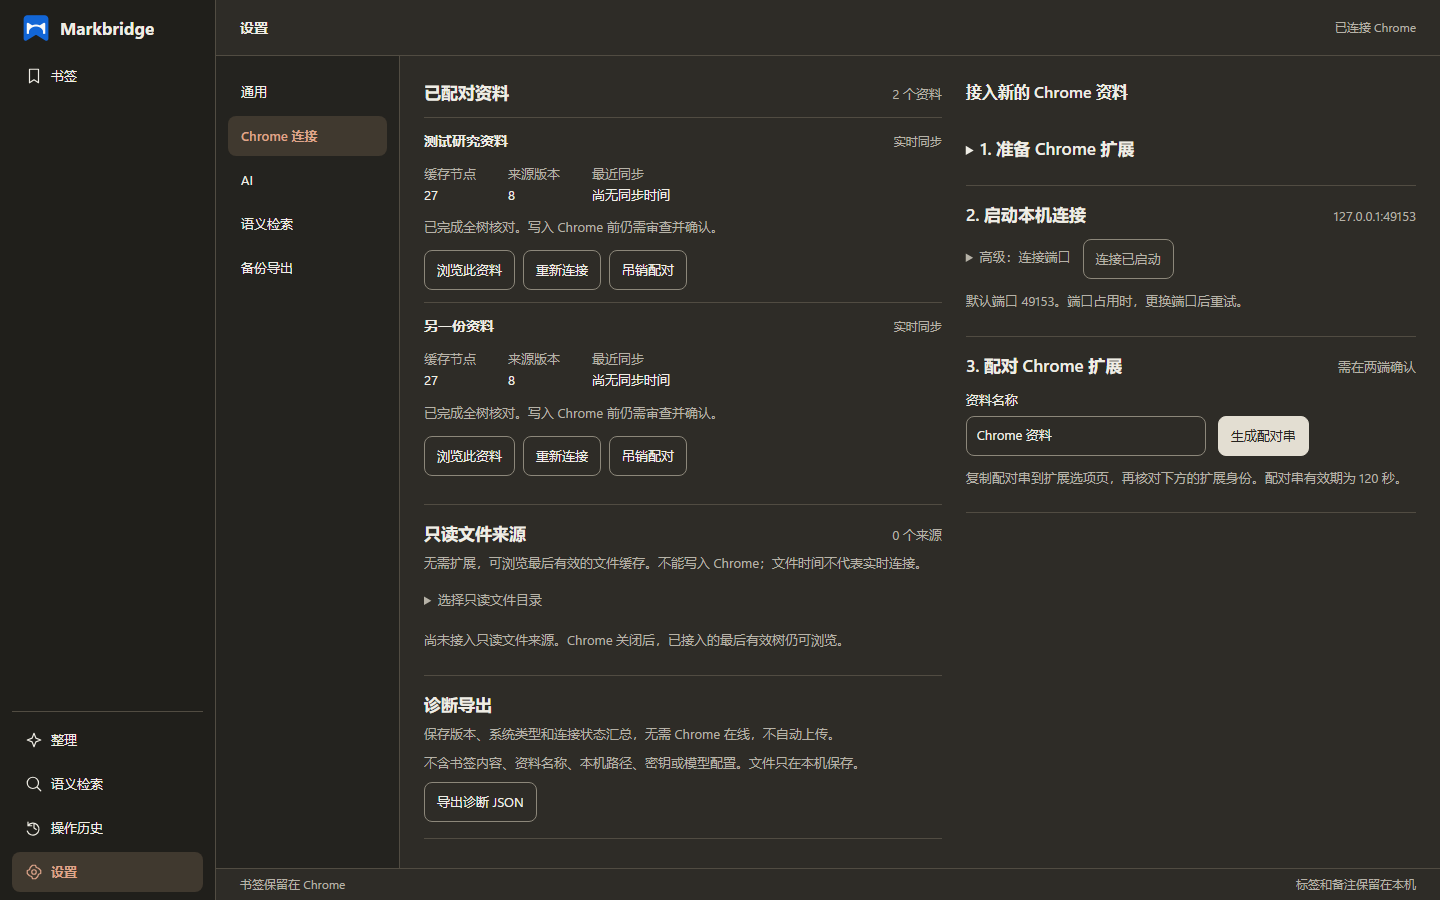 Markbridge
书签
整理
语义检索
操作历史
设置
设置
已连接 Chrome
通用
Chrome 连接
AI
语义检索
备份导出
已配对资料
2 个资料
测试研究资料
实时同步
缓存节点 来源版本 最近同步
27 8 尚无同步时间
已完成全树核对。写入 Chrome 前仍需审查并确认。
浏览此资料 重新连接 吊销配对
另一份资料
实时同步
缓存节点 来源版本 最近同步
27 8 尚无同步时间
已完成全树核对。写入 Chrome 前仍需审查并确认。
浏览此资料 重新连接 吊销配对
只读文件来源
0 个来源
无需扩展，可浏览最后有效的文件缓存。不能写入 Chrome；文件时间不代表实时连接。
选择只读文件目录
尚未接入只读文件来源。Chrome 关闭后，已接入的最后有效树仍可浏览。
诊断导出
保存版本、系统类型和连接状态汇总，无需 Chrome 在线，不自动上传。
不含书签内容、资料名称、本机路径、密钥或模型配置。文件只在本机保存。
导出诊断 JSON
接入新的 Chrome 资料
1. 准备 Chrome 扩展
2. 启动本机连接
127.0.0.1:49153
高级：连接端口 连接已启动
默认端口 49153。端口占用时，更换端口后重试。
3. 配对 Chrome 扩展
需在两端确认
资料名称
Chrome 资料 生成配对串
复制配对串到扩展选项页，再核对下方的扩展身份。配对串有效期为 120 秒。
书签保留在 Chrome
标签和备注保留在本机